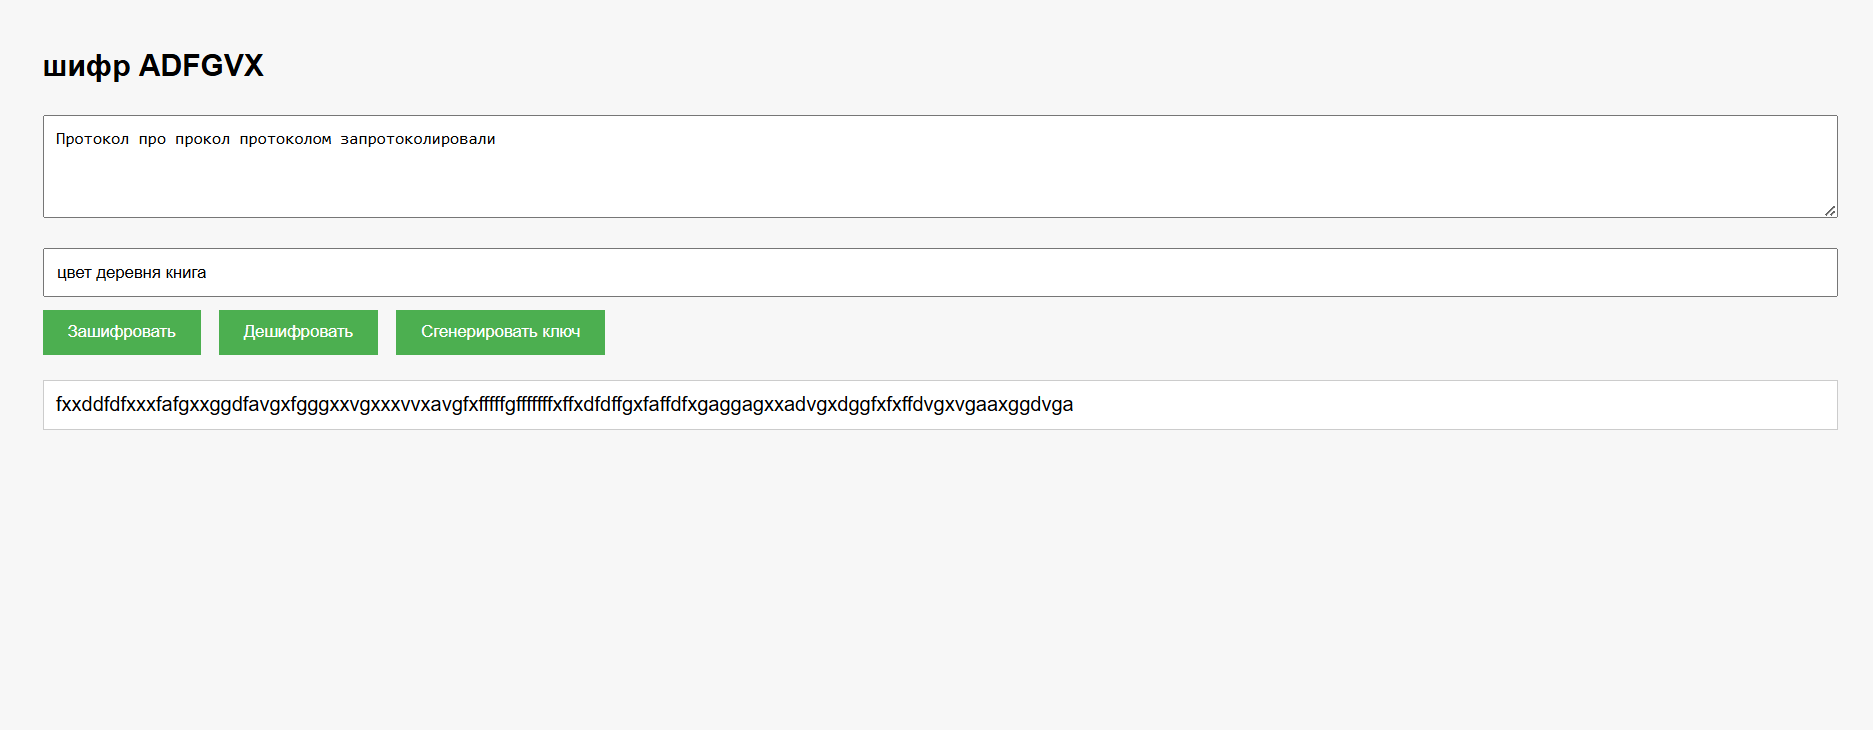 шифр ADFGVX
Протокол про прокол протоколом запротоколировали
цвет деревня книга
Зашифровать Дешифровать Сгенерировать ключ
fxxddfdfxxxfafgxxggdfavgxfgggxxvgxxxvvxavgfxfffffgfffffffxffxdfdffgxfaffdfxgaggagxxadvgxdggfxfxffdvgxvgaaxggdvga